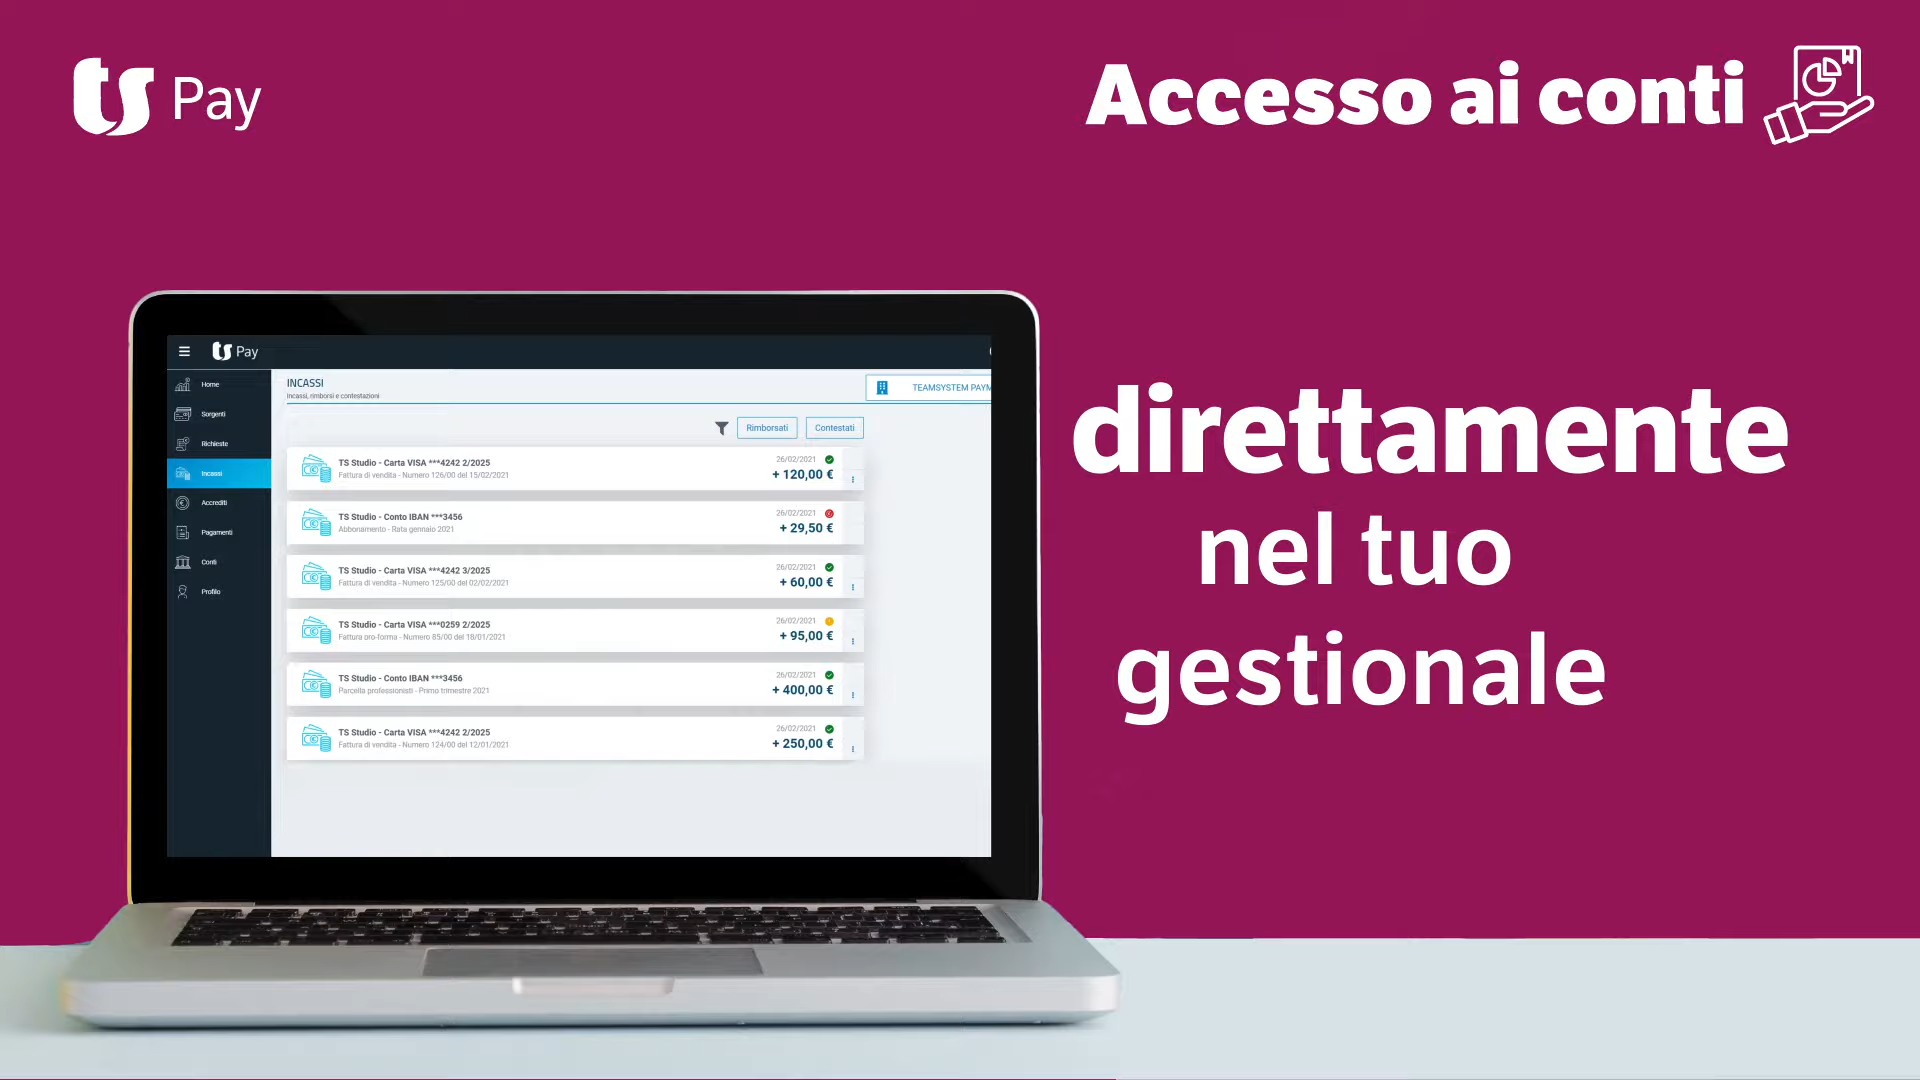 ts Pay
Accesso ai conti
direttamente
nel tuo
gestionale
ts Pay
Home
Sorgenti
Richieste
Incassi
Accrediti
Pagamenti
Conti
Profilo
INCASSI
Incassi, rimborsi e contestazioni
TEAMSYSTEM PAYM
Rimborsati
Contestati
TS Studio - Carta VISA ***4242 2/2025
Fattura di vendita - Numero 126/00 del 15/02/2021
26/02/2021
+ 120,00 €
TS Studio - Conto IBAN ***3456
Abbonamento - Rata gennaio 2021
26/02/2021
+ 29,50 €
TS Studio - Carta VISA ***4242 3/2025
Fattura di vendita - Numero 125/00 del 02/02/2021
26/02/2021
+ 60,00 €
TS Studio - Carta VISA ***0259 2/2025
Fattura pro-forma - Numero 85/00 del 18/01/2021
26/02/2021
+ 95,00 €
TS Studio - Conto IBAN ***3456
Parcella professionisti - Primo trimestre 2021
26/02/2021
+ 400,00 €
TS Studio - Carta VISA ***4242 2/2025
Fattura di vendita - Numero 124/00 del 12/01/2021
26/02/2021
+ 250,00 €